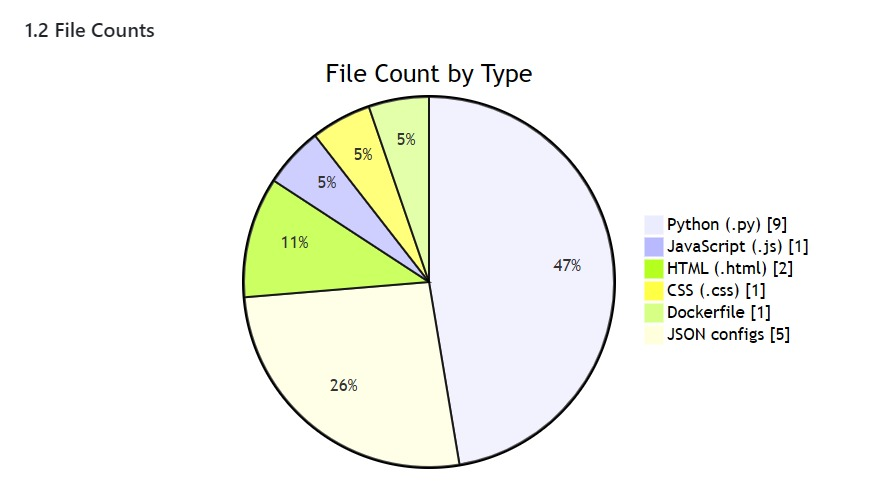 1.2 File Counts
File Count by Type
5%
5%
5%
11%
47%
26%
Python (.py) [9]
JavaScript (.js) [1]
HTML (.html) [2]
CSS (.css) [1]
Dockerfile [1]
JSON configs [5]